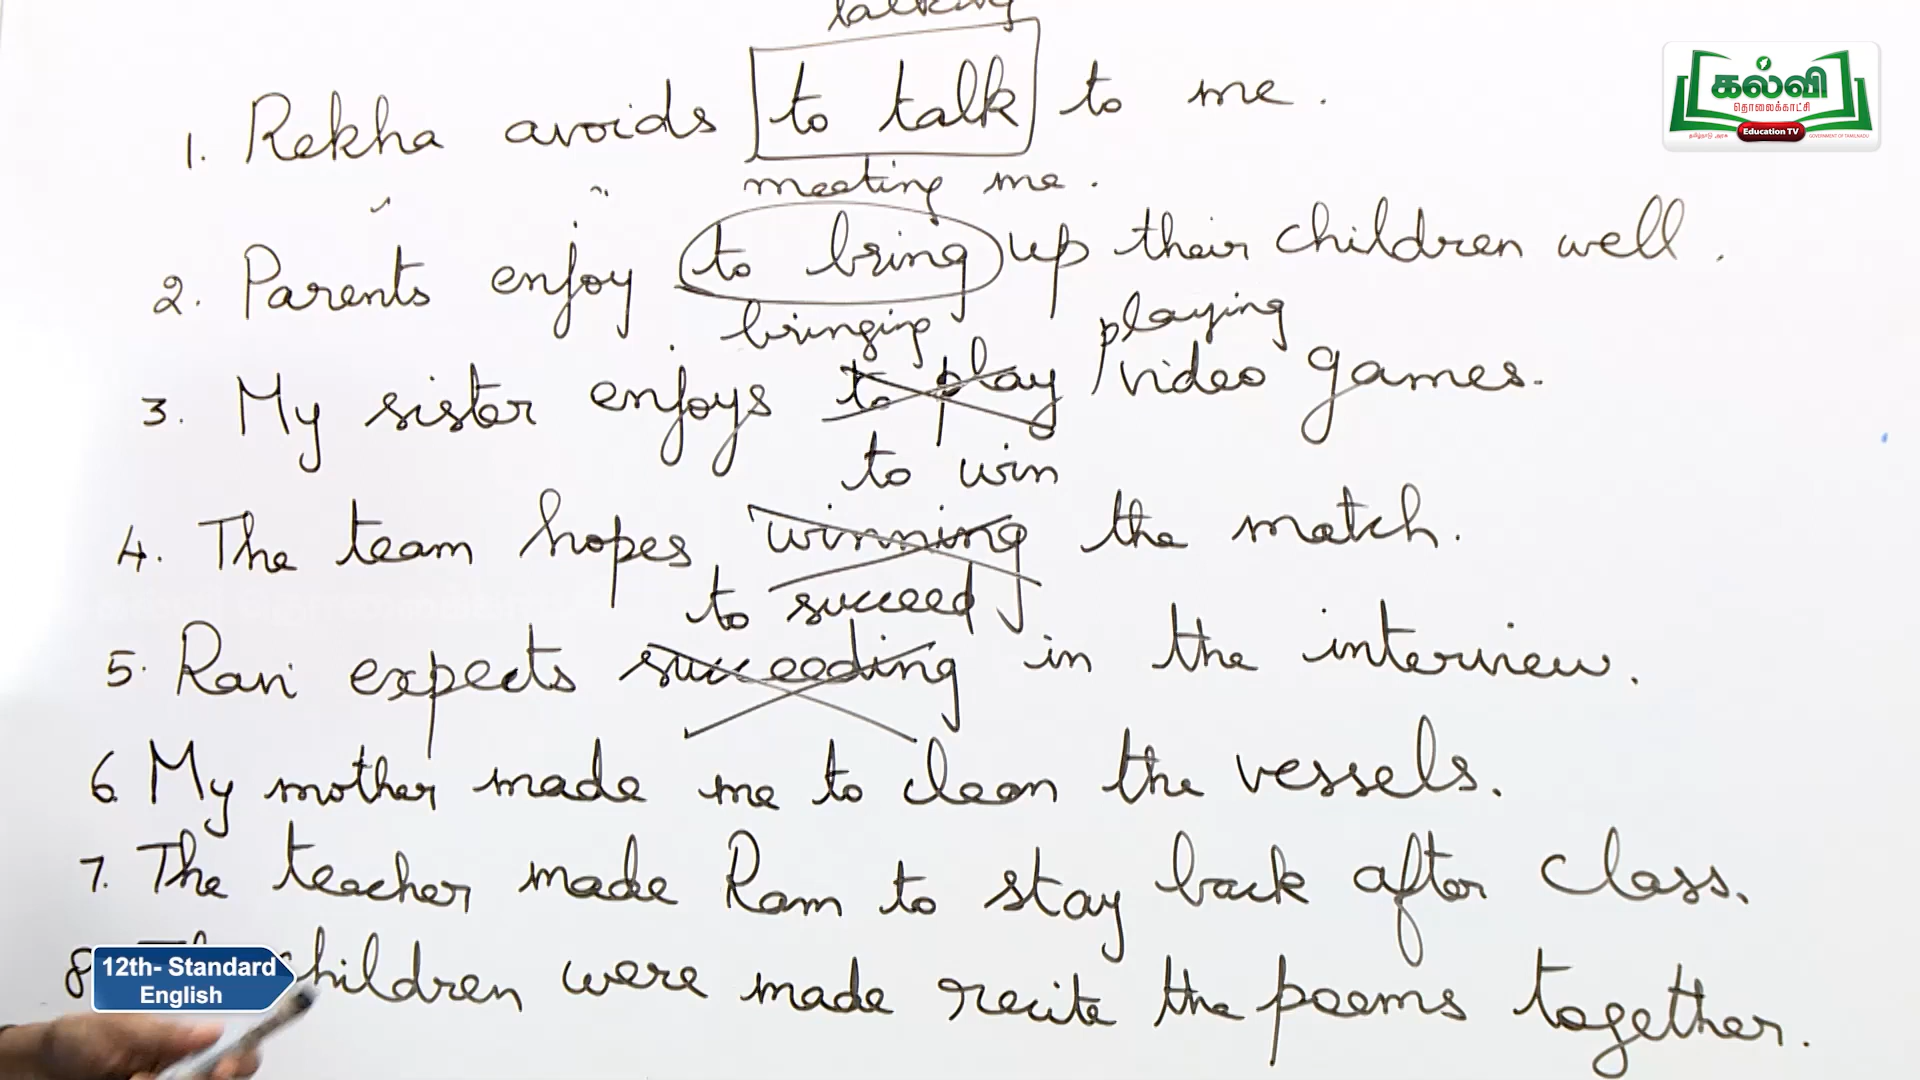 talking
1. Rekha avoids to talk to me.
meeting me.
2. Parents enjoy to bring up their children well.
bringing
playing
3. My sister enjoys to play video games.
to win
4. The team hopes winning the match.
to succeed
5. Ravi expects succeeding in the interview.
6. My mother made me to clean the vessels.
7. The teacher made Ram to stay back after class.
8 children were made recite the poems together.
கல்வி
தொலைக்காட்சி
Education TV
12th- Standard
English